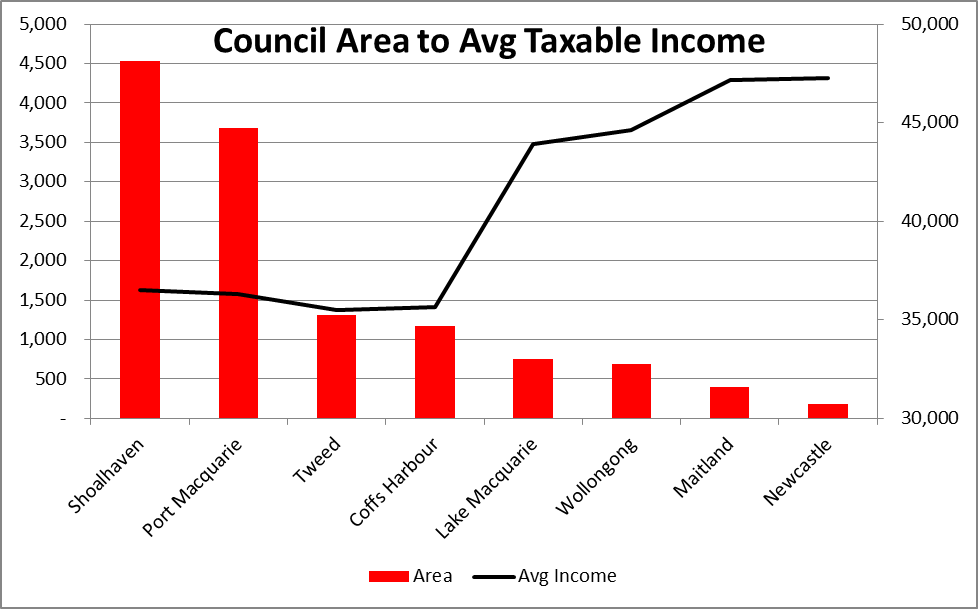 Council Area to Avg Taxable Income
5,000
4,500
4,000
3,500
3,000
2,500
2,000
1,500
1,000
500
-
50,000
45,000
40,000
35,000
30,000
Shoalhaven
Port Macquarie
Tweed
Coffs Harbour
Lake Macquarie
Wollongong
Maitland
Newcastle
Area
Avg Income